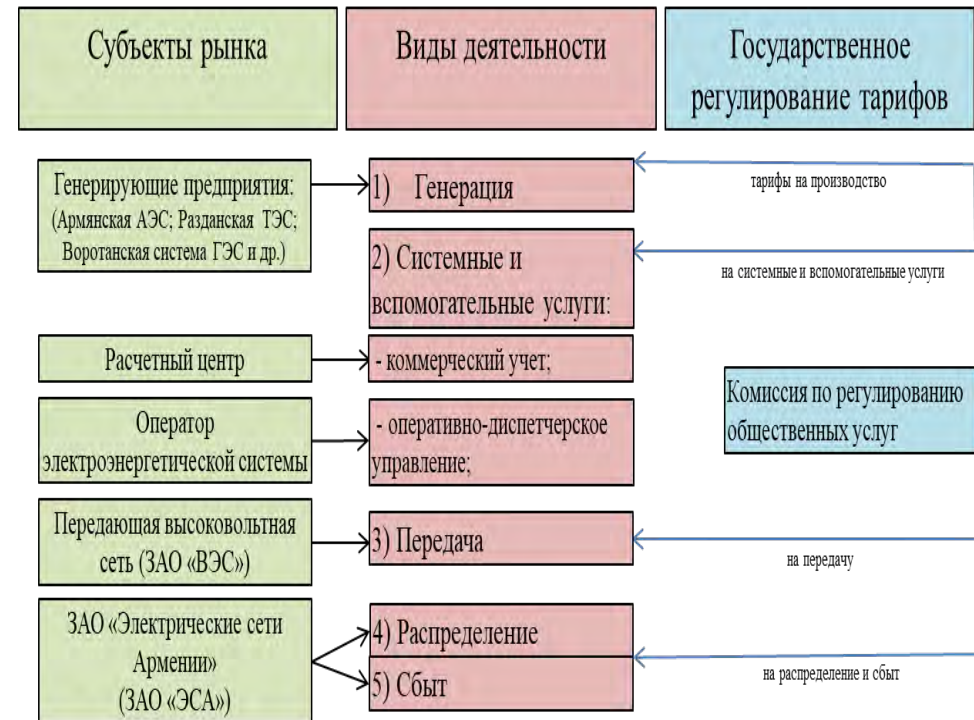 Субъекты рынка
Виды деятельности
Государственное
регулирование тарифов
Генерирующие предприятия:
(Армянская АЭС; Разданская ТЭС;
Воротанская система ГЭС и др.)
1) Генерация
тарифы на производство
2) Системные и
вспомогательные услуги:
на системные и вспомогательные услуги
Расчетный центр
- коммерческий учет;
Комиссия по регулированию
общественных услуг
Оператор
электроэнергетической системы
- оперативно-диспетчерское
управление;
Передающая высоковольтная
сеть (ЗАО «ВЭС»)
3) Передача
на передачу
ЗАО «Электрические сети
Армении»
(ЗАО «ЭСА»)
4) Распределение
5) Сбыт
на распределение и сбыт